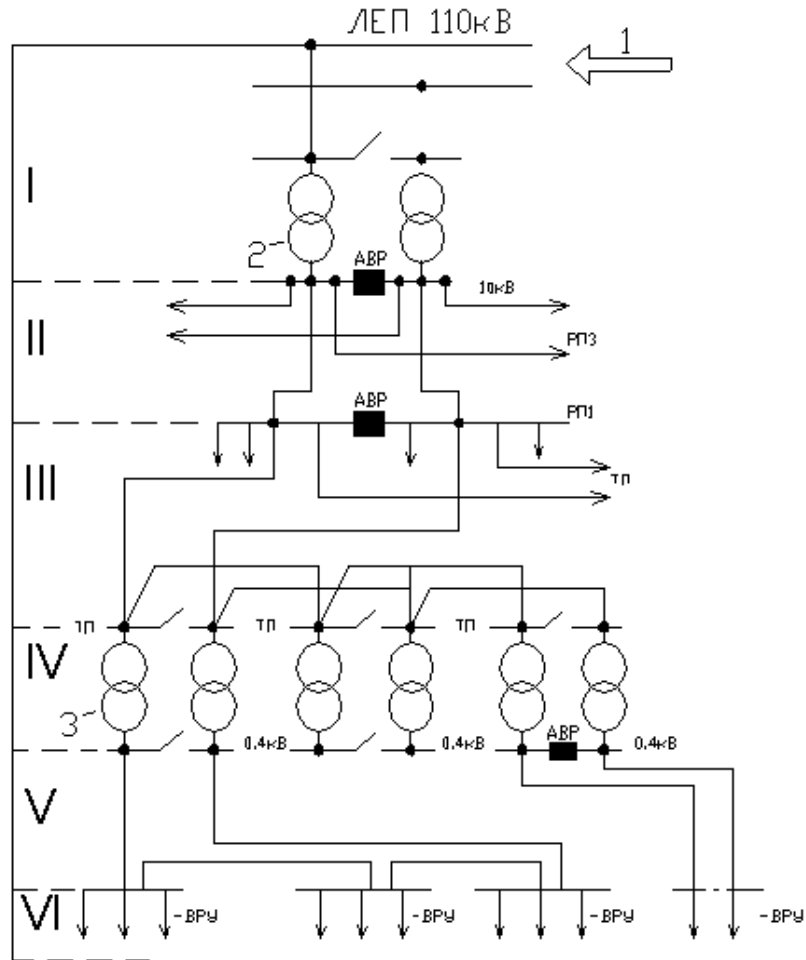 ЛЕП 110кВ
1
I
2
АВР
10кВ
II
РП3
АВР
РП1
III
ТП
ТП ТП ТП
IV
3
0.4кВ 0.4кВ АВР 0.4кВ
V
VI
-ВРУ -ВРУ -ВРУ -ВРУ